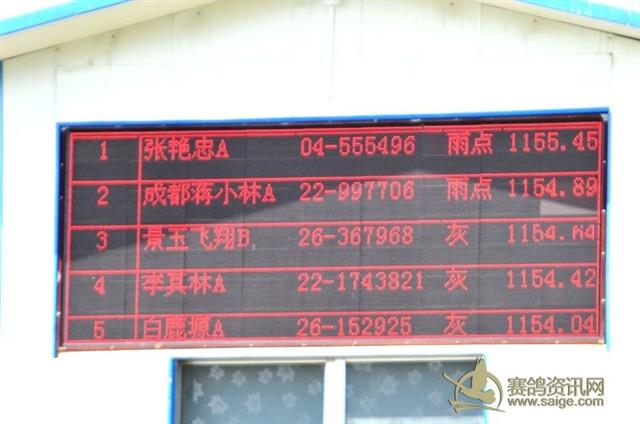 1 张艳忠A 04-555496 雨点 1155.45
2 成都蒋小林A 22-997706 雨点 1154.89
3 景玉飞翔B 26-367968 灰 1154.64
4 李其林A 22-1743821 灰 1154.42
5 白鹿塬A 26-152925 灰 1154.04
赛鸽资讯网
www.saige.com